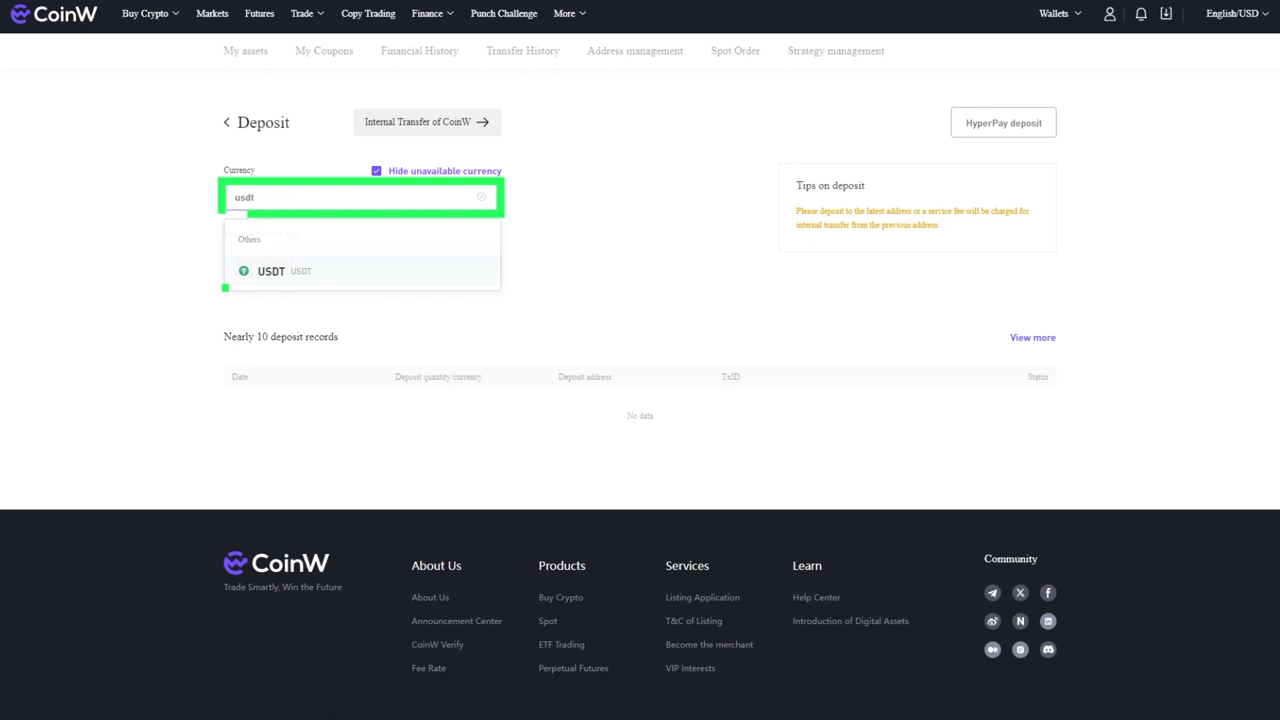 CoinW Buy Crypto Markets Futures Trade Copy Trading Finance Punch Challenge More Wallets English/USD
My assets My Coupons Financial History Transfer History Address management Spot Order Strategy management
Deposit Internal Transfer of CoinW HyperPay deposit
Currency Hide unavailable currency
usdt
Others
USDT USDT
Tips on deposit
Please deposit to the latest address or a service fee will be charged for
internal transfer from the previous address.
Nearly 10 deposit records View more
Date Deposit quantity/currency Deposit address TxID Status
No data
CoinW
Trade Smartly, Win the Future
About Us
About Us
Announcement Center
CoinW Verify
Fee Rate
Products
Buy Crypto
Spot
ETF Trading
Perpetual Futures
Services
Listing Application
T&C of Listing
Become the merchant
VIP Interests
Learn
Help Center
Introduction of Digital Assets
Community